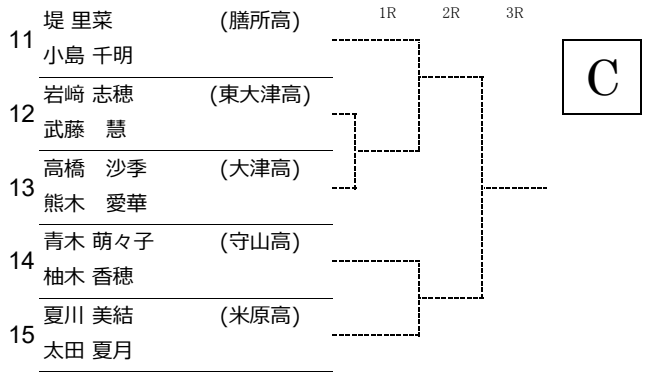 1R 2R 3R
C
11 堤 里菜 (膳所高)
小島 千明
12 岩﨑 志穂 (東大津高)
武藤　慧
13 高橋　沙季 (大津高)
熊木　愛華
14 青木 萌々子 (守山高)
柚木 香穂
15 夏川 美結 (米原高)
太田 夏月